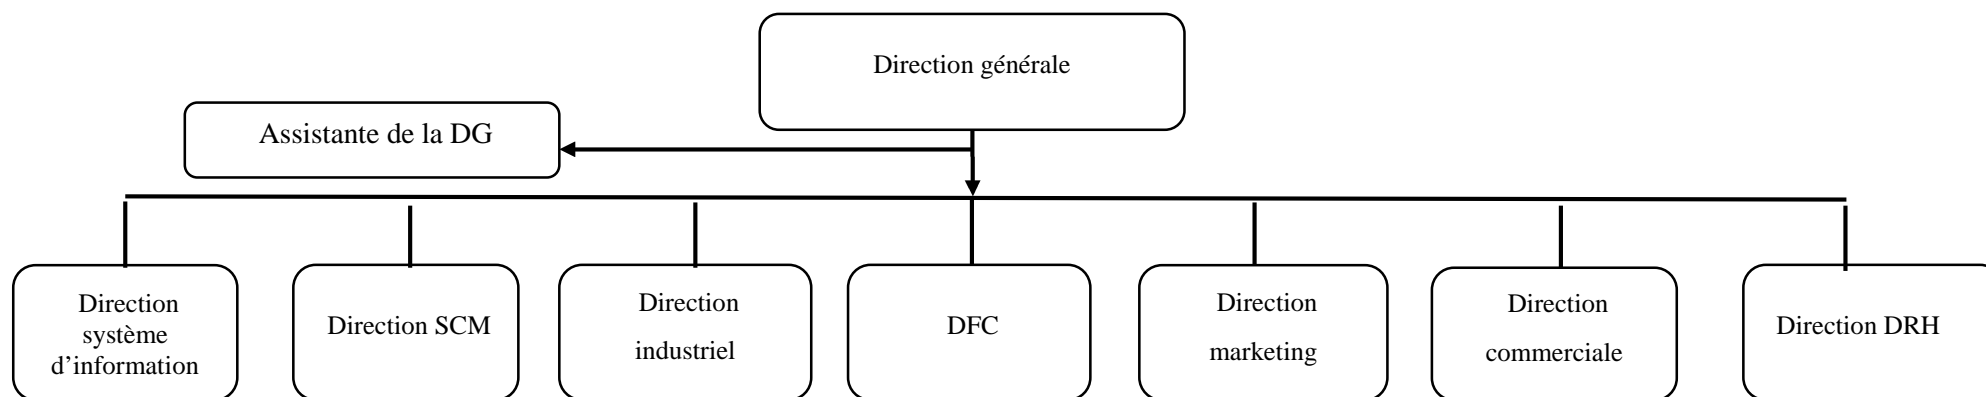 Direction générale
Assistante de la DG
Direction
système
d’information
Direction SCM
Direction
industriel
DFC
Direction
marketing
Direction
commerciale
Direction DRH